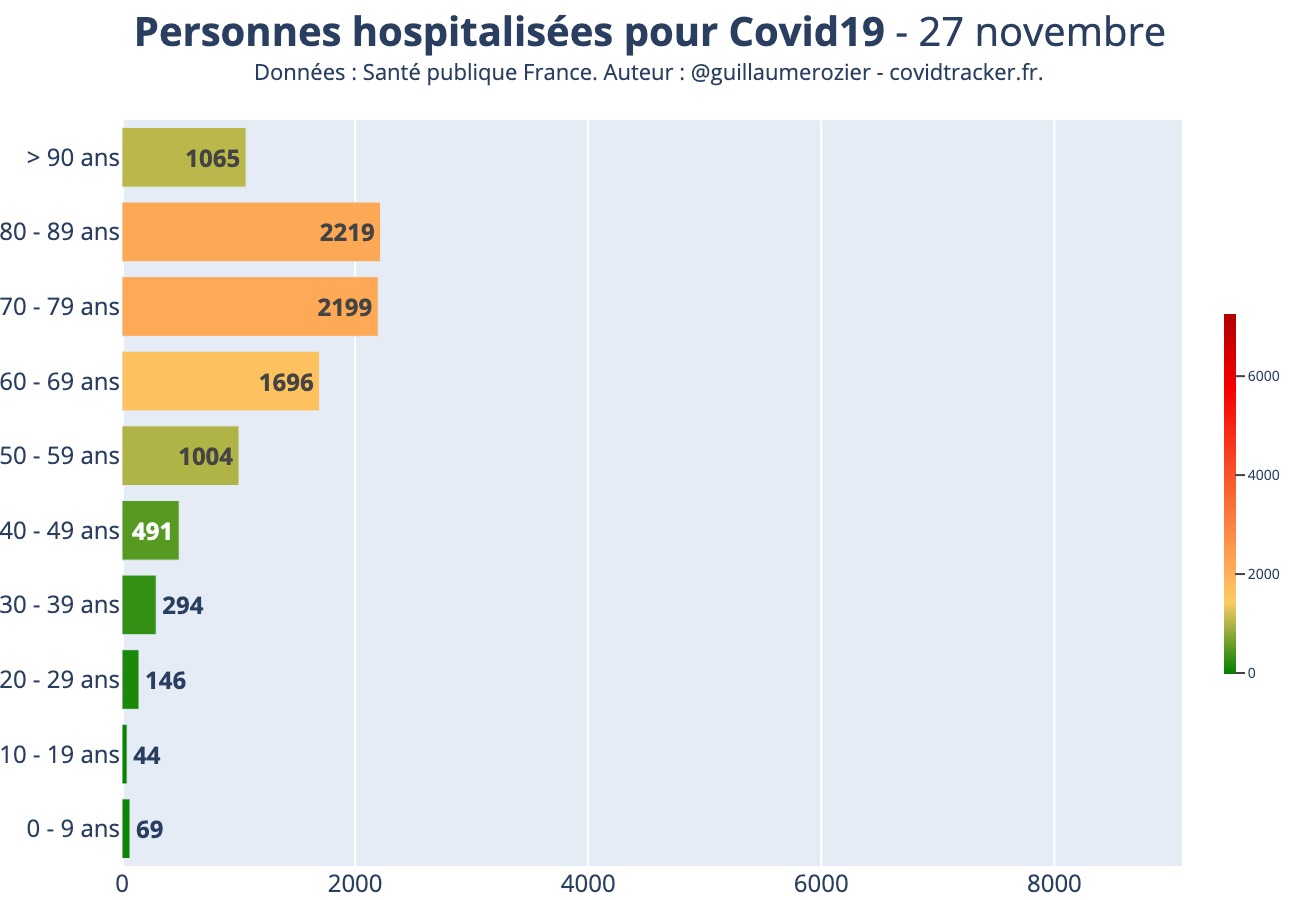 Personnes hospitalisées pour Covid19 - 27 novembre
Données : Santé publique France. Auteur : @guillaumerozier - covidtracker.fr.
> 90 ans 1065
80 - 89 ans 2219
70 - 79 ans 2199
60 - 69 ans 1696
50 - 59 ans 1004
40 - 49 ans 491
30 - 39 ans 294
20 - 29 ans 146
10 - 19 ans 44
0 - 9 ans 69
0 2000 4000 6000 8000
6000
4000
2000
0